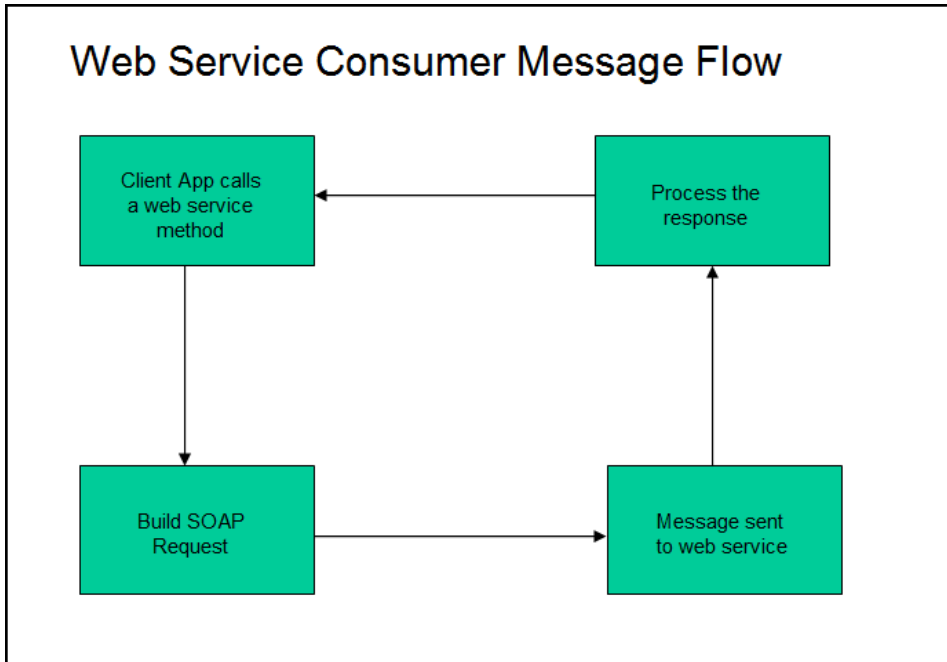 Web Service Consumer Message Flow
Client App calls
a web service
method
Process the
response
Build SOAP
Request
Message sent
to web service